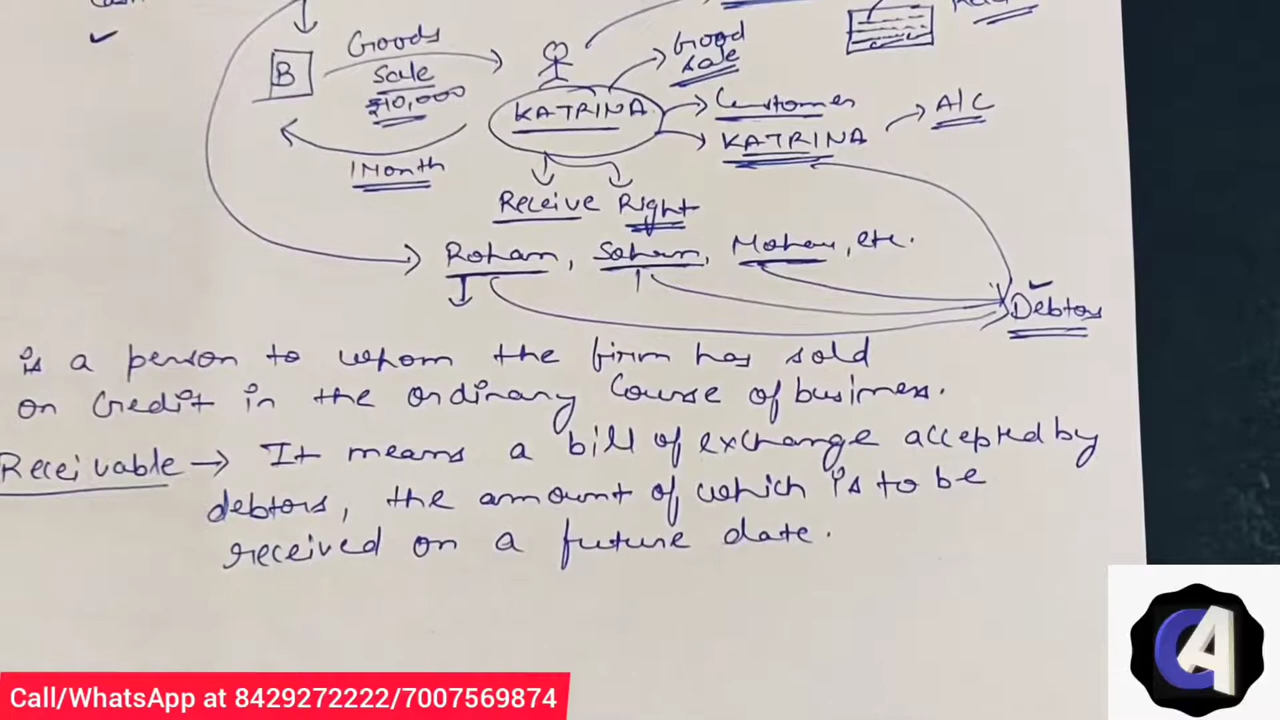 Goods
B
Sale
₹10,000
1 Month
Good
Sale
KATRINA
Customer
KATRINA
A/C
Receive Right
Rohan, Sohan, Mohan, etc.
Debtors
is a person to whom the firm has sold
on credit in the ordinary course of business.
Receivable → It means a bill of exchange accepted by
debtors, the amount of which is to be
received on a future date.
CA
Call/WhatsApp at 8429272222/7007569874